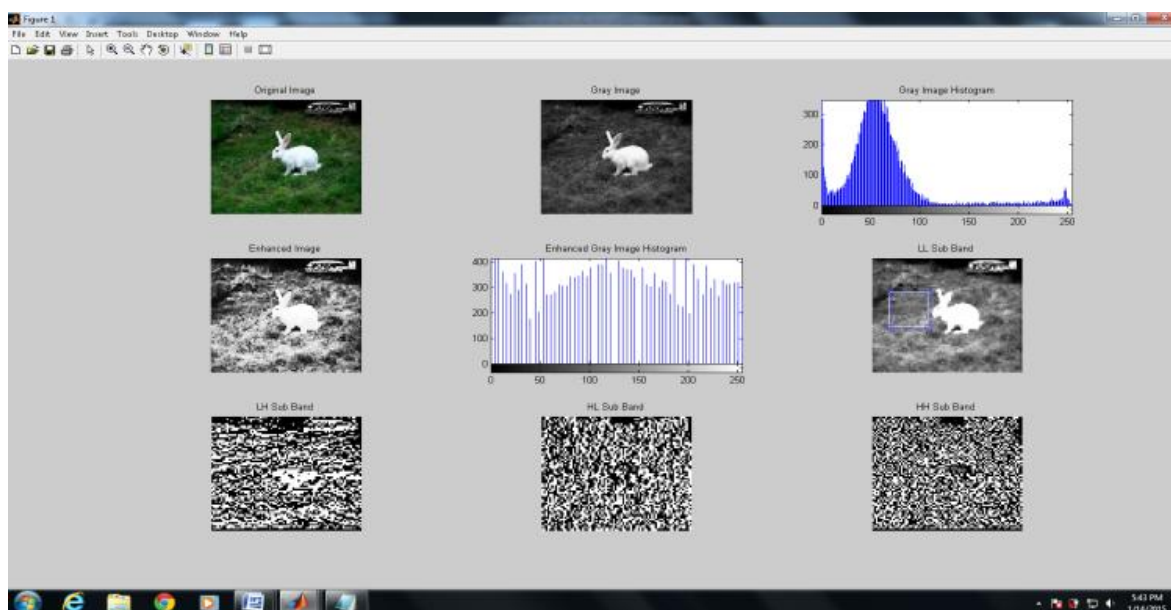 Figure 1
File Edit View Insert Tools Desktop Window Help
Original Image
Gray Image
Gray Image Histogram
300
200
100
0
0 50 100 150 200 250
Enhanced Image
Enhanced Gray Image Histogram
LL Sub Band
400
300
200
100
0
0 50 100 150 200 250
LH Sub Band
HL Sub Band
HH Sub Band
5:43 PM